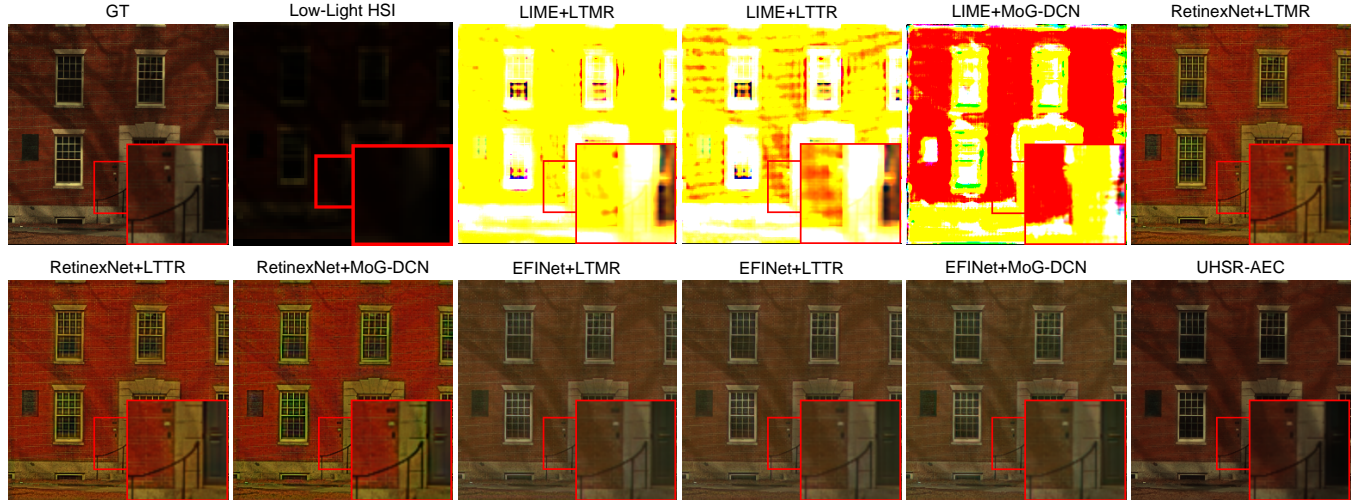 GT
Low-Light HSI
LIME+LTMR
LIME+LTTR
LIME+MoG-DCN
RetinexNet+LTMR
RetinexNet+LTTR
RetinexNet+MoG-DCN
EFINet+LTMR
EFINet+LTTR
EFINet+MoG-DCN
UHSR-AEC